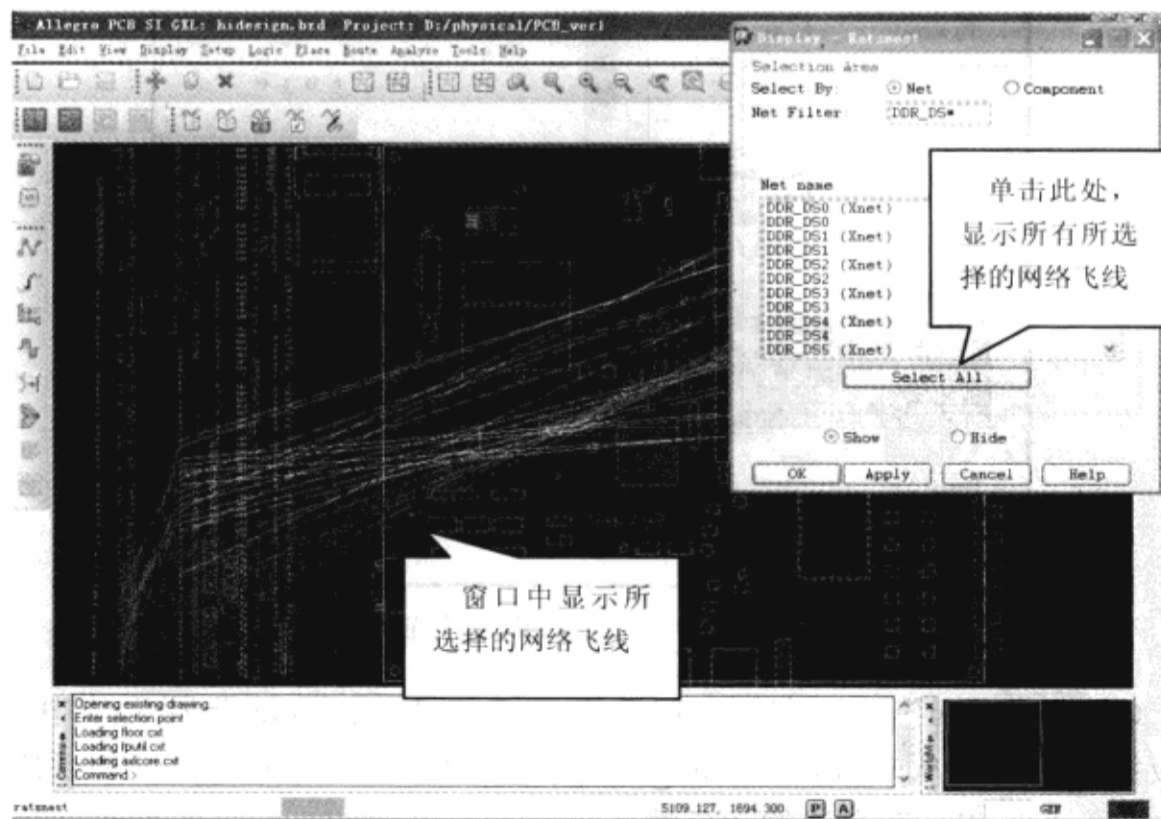 Allegro PCB SI GXL: hidesign.brd Project: D:/physical/PCB_ver1
File Edit View Display Setup Logic Place Route Analyze Tools Help
Display - Ratsnest
Selection Area
Select By: Net Component
Net Filter: DDR_DS*
Net name
DDR_DS0 (Xnet)
DDR_DS0
DDR_DS1 (Xnet)
DDR_DS1
DDR_DS2 (Xnet)
DDR_DS2
DDR_DS3 (Xnet)
DDR_DS3
DDR_DS4 (Xnet)
DDR_DS4
DDR_DS5 (Xnet)
Select All
Show Hide
OK Apply Cancel Help
单击此处，
显示所有所选
择的网络飞线
窗口中显示所
选择的网络飞线
Opening existing drawing...
Enter selection point
Loading floor.cxt
Loading lputil.cxt
Loading axlcore.cxt
Command >
Command
WorldMap
ratsnest
5109.127, 1694.300
P A
GEN